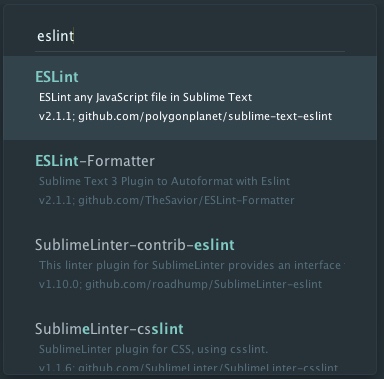 eslint
ESLint
ESLint any JavaScript file in Sublime Text
v2.1.1; github.com/polygonplanet/sublime-text-eslint
ESLint-Formatter
Sublime Text 3 Plugin to Autoformat with Eslint
v2.1.1; github.com/TheSavior/ESLint-Formatter
SublimeLinter-contrib-eslint
This linter plugin for SublimeLinter provides an interface
v1.10.0; github.com/roadhump/SublimeLinter-eslint
SublimeLinter-csslint
SublimeLinter plugin for CSS, using csslint.
v1.1.6; github.com/SublimeLinter/SublimeLinter-csslint